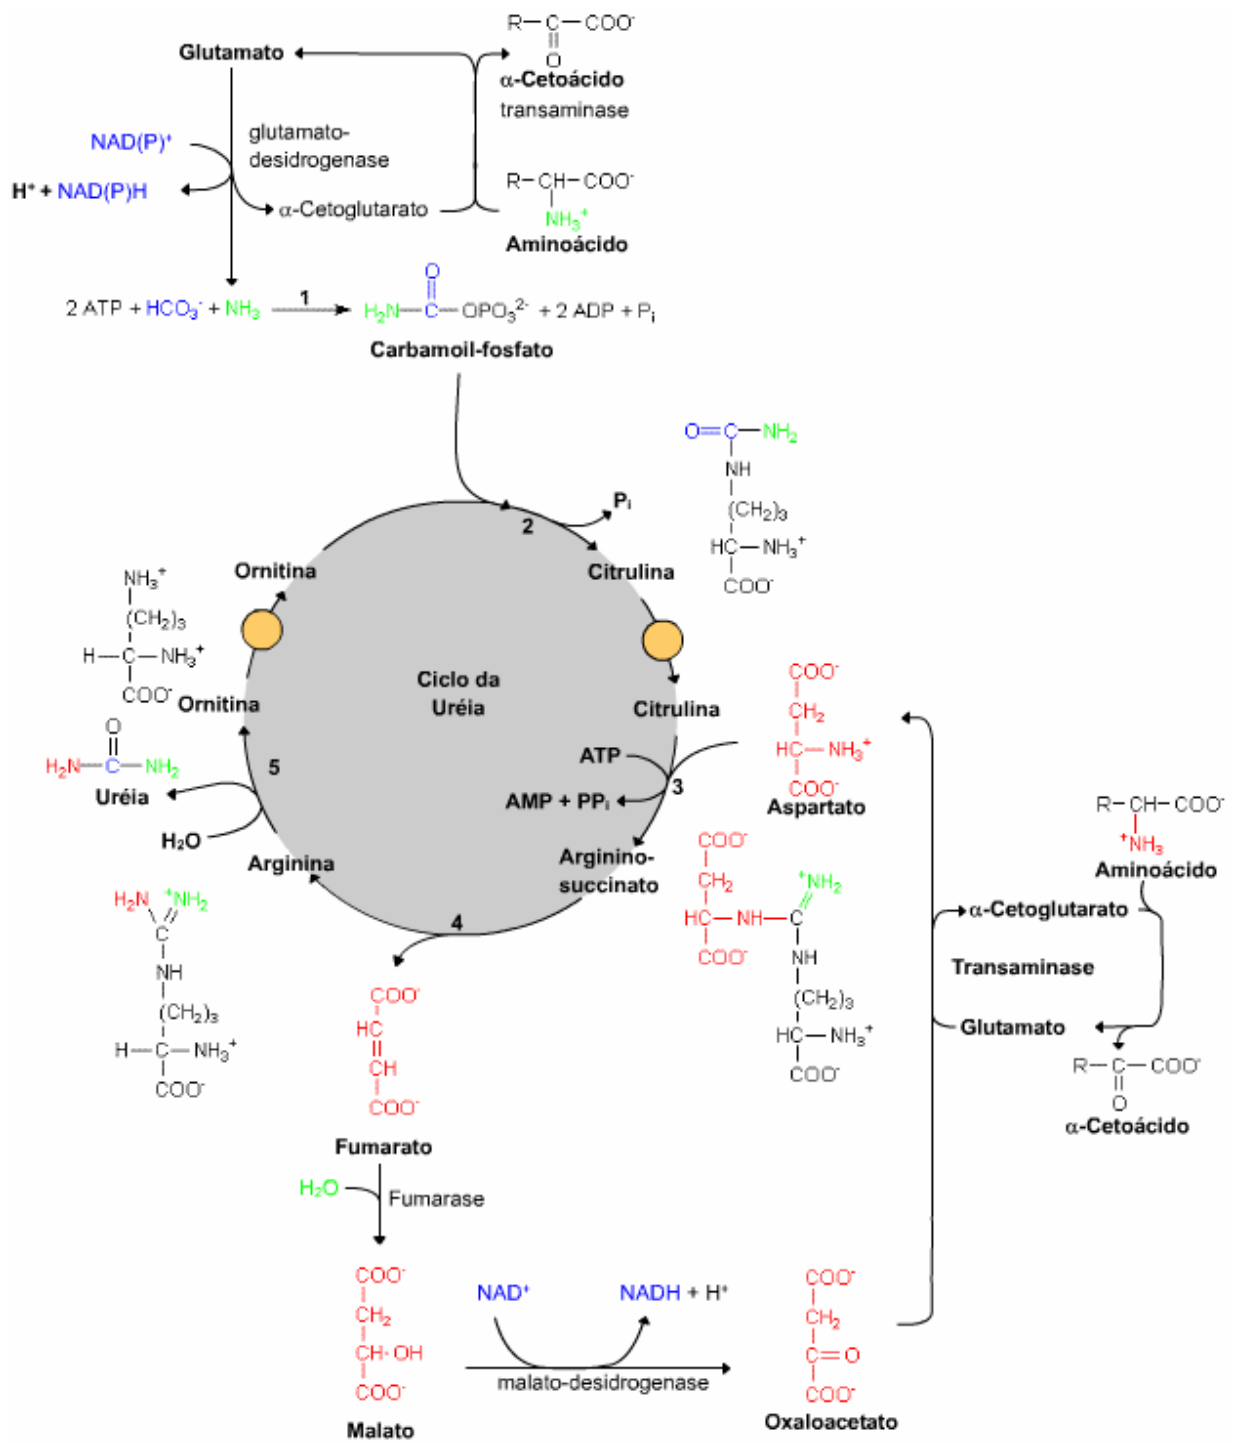 R–C–COO⁻
O
α-Cetoácido
transaminase
Glutamato
glutamato-
desidrogenase
NAD(P)⁺
H⁺ + NAD(P)H
α-Cetoglutarato
R–CH–COO⁻
NH₃⁺
Aminoácido
2 ATP + HCO₃⁻ + NH₃
1
O
H₂N–C–OPO₃²⁻ + 2 ADP + Pᵢ
Carbamoil-fosfato
O=C–NH₂
NH
(CH₂)₃
HC–NH₃⁺
COO⁻
Pᵢ
2
Ornitina
Citrulina
NH₃⁺
(CH₂)₃
H–C–NH₃⁺
COO⁻
Ornitina
Ciclo da
Uréia
Citrulina
COO⁻
CH₂
HC–NH₃⁺
COO⁻
Aspartato
ATP
3
AMP + PPᵢ
O
H₂N–C–NH₂
Uréia
5
H₂O
Arginina
Arginino-
succinato
H₂N ⁺NH₂
C
NH
(CH₂)₃
H–C–NH₃⁺
COO⁻
4
COO⁻
CH₂
⁺NH₂
HC–NH–C
COO⁻
NH
(CH₂)₃
HC–NH₃⁺
COO⁻
R–CH–COO⁻
⁺NH₃
Aminoácido
α-Cetoglutarato
Transaminase
Glutamato
R–C–COO⁻
O
α-Cetoácido
COO⁻
HC
CH
COO⁻
Fumarato
H₂O
Fumarase
COO⁻
CH₂
CH-OH
COO⁻
Malato
NAD⁺
NADH + H⁺
malato-desidrogenase
COO⁻
CH₂
C=O
COO⁻
Oxaloacetato